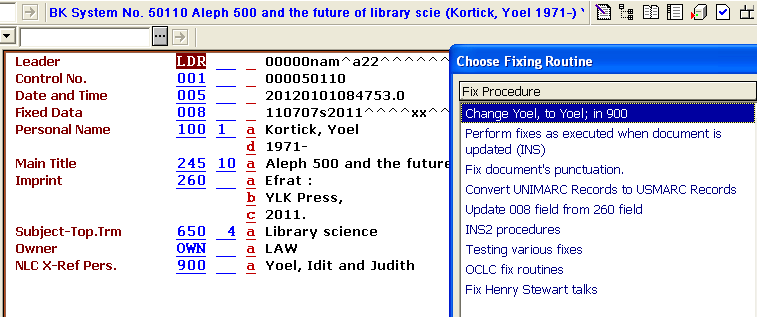 BK System No. 50110 Aleph 500 and the future of library scie (Kortick, Yoel 1971-)
Leader LDR _ _ 00000nam^a22^^^^^^
Control No. 001 _ 000050110
Date and Time 005 _ 20120101084753.0
Fixed Data 008 _ 110707s2011^^^^xx^^
Personal Name 100 1 a Kortick, Yoel
d 1971-
Main Title 245 10 a Aleph 500 and the future
Imprint 260 a Efrat :
b YLK Press,
c 2011.
Subject-Top.Trm 650 4 a Library science
Owner OWN a LAW
NLC X-Ref Pers. 900 a Yoel, Idit and Judith
Choose Fixing Routine
Fix Procedure
Change Yoel, to Yoel; in 900
Perform fixes as executed when document is
updated (INS)
Fix document's punctuation.
Convert UNIMARC Records to USMARC Records
Update 008 field from 260 field
INS2 procedures
Testing various fixes
OCLC fix routines
Fix Henry Stewart talks